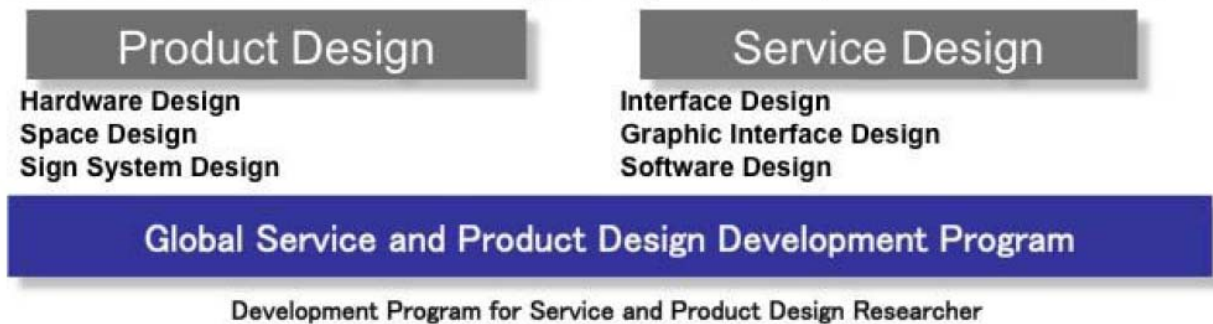 Product Design
Hardware Design
Space Design
Sign System Design
Service Design
Interface Design
Graphic Interface Design
Software Design
Global Service and Product Design Development Program
Development Program for Service and Product Design Researcher